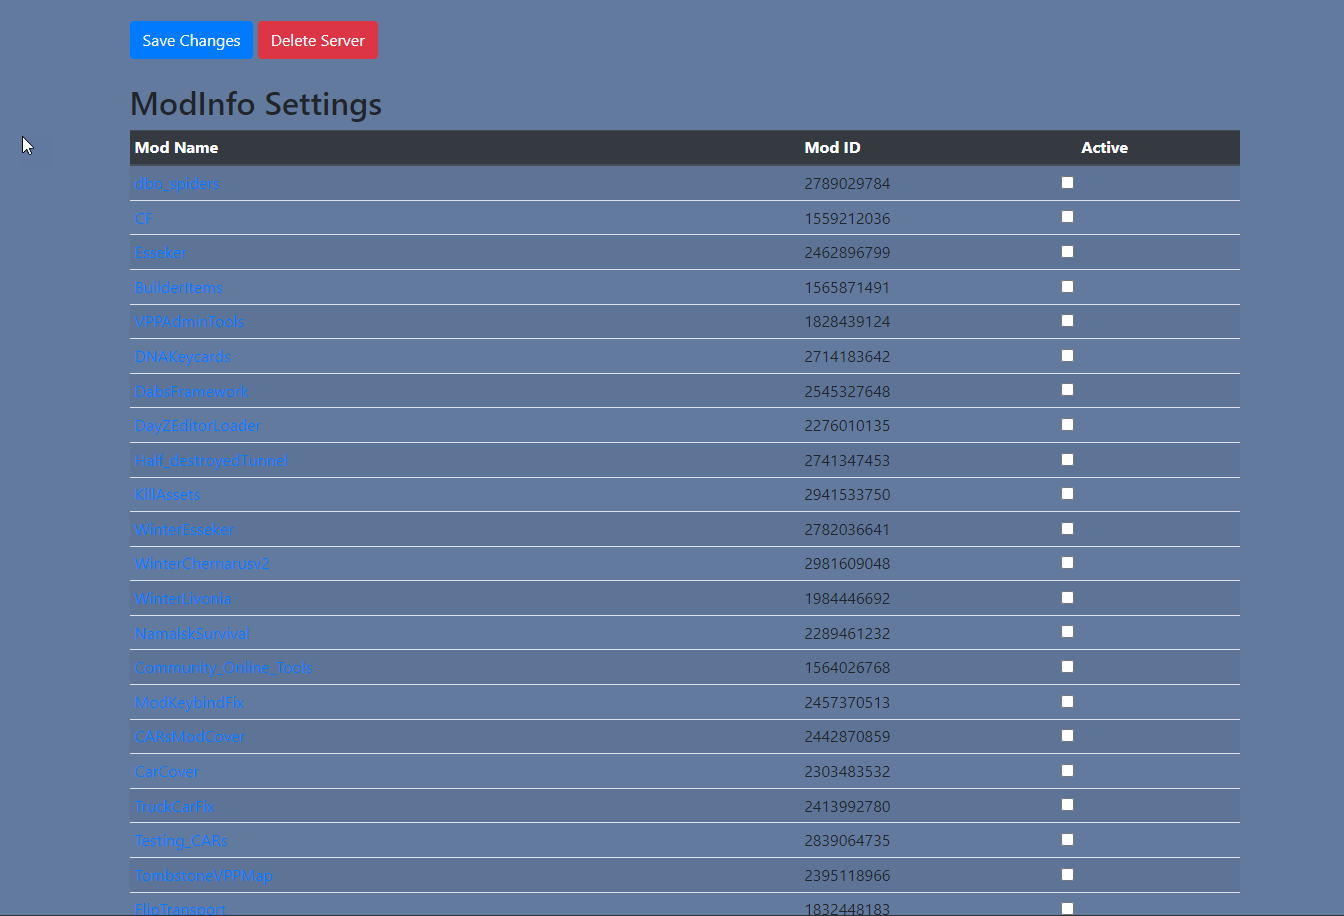 Save Changes Delete Server
ModInfo Settings
Mod Name Mod ID Active
dbo_spiders 2789029784
CF 1559212036
Esseker 2462896799
BuilderItems 1565871491
VPPAdminTools 1828439124
DNAKeycards 2714183642
DabsFramework 2545327648
DayZEditorLoader 2276010135
Half_destroyedTunnel 2741347453
KillAssets 2941533750
WinterEsseker 2782036641
WinterChernarusv2 2981609048
WinterLivonia 1984446692
NamalskSurvival 2289461232
Community_Online_Tools 1564026768
ModKeybindFix 2457370513
CARsModCover 2442870859
CarCover 2303483532
TruckCarFix 2413992780
Testing_CARs 2839064735
TombstoneVPPMap 2395118966
FlipTransport 1832448183